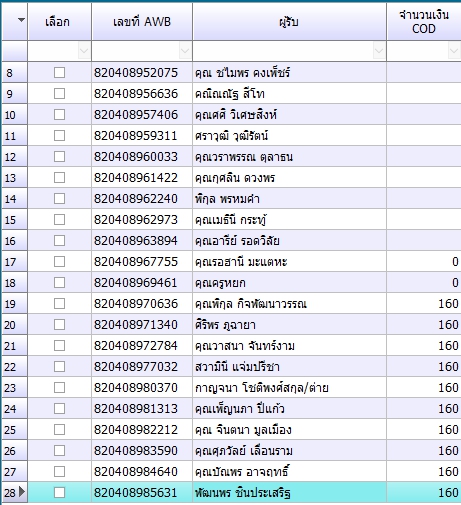 เลือก เลขที่ AWB ผู้รับ จำนวนเงิน COD
8 820408952075 คุณ ชไมพร คงเพ็ชร์
9 820408956636 คณิณณัฐ สีโท
10 820408957406 คุณศศิ วิเศษสิงห์
11 820408959311 ศราวุฒิ วุฒิรัตน์
12 820408960033 คุณวราพรรณ ตุลาธน
13 820408961422 คุณกุศลิน ดวงพร
14 820408962240 พิกุล พรหมคำ
15 820408962973 คุณเมธินี กระทู้
16 820408963894 คุณอารีย์ รอดวิลัย
17 820408967755 คุณรอฮานี มะแตหะ 0
18 820408969461 คุณครูหยก 0
19 820408970636 คุณพิกุล กิจพัฒนาวรรณ 160
20 820408971340 ศิริพร ภูฉายา 160
21 820408972784 คุณวาสนา จันทร์งาม 160
22 820408977032 สวามินี แจ่มปรีชา 160
23 820408980370 กาญจนา โชติพงศ์สกุล/ต่าย 160
24 820408981313 คุณเพ็ญนภา ปีแก้ว 160
25 820408982212 คุณ จินตนา มูลเมือง 160
26 820408983590 คุณศุภวัลย์ เลื่อนราม 160
27 820408984640 คุณบัณพร อาจฤทธิ์ 160
28 820408985631 พัฒนพร ชินประเสริฐ 160